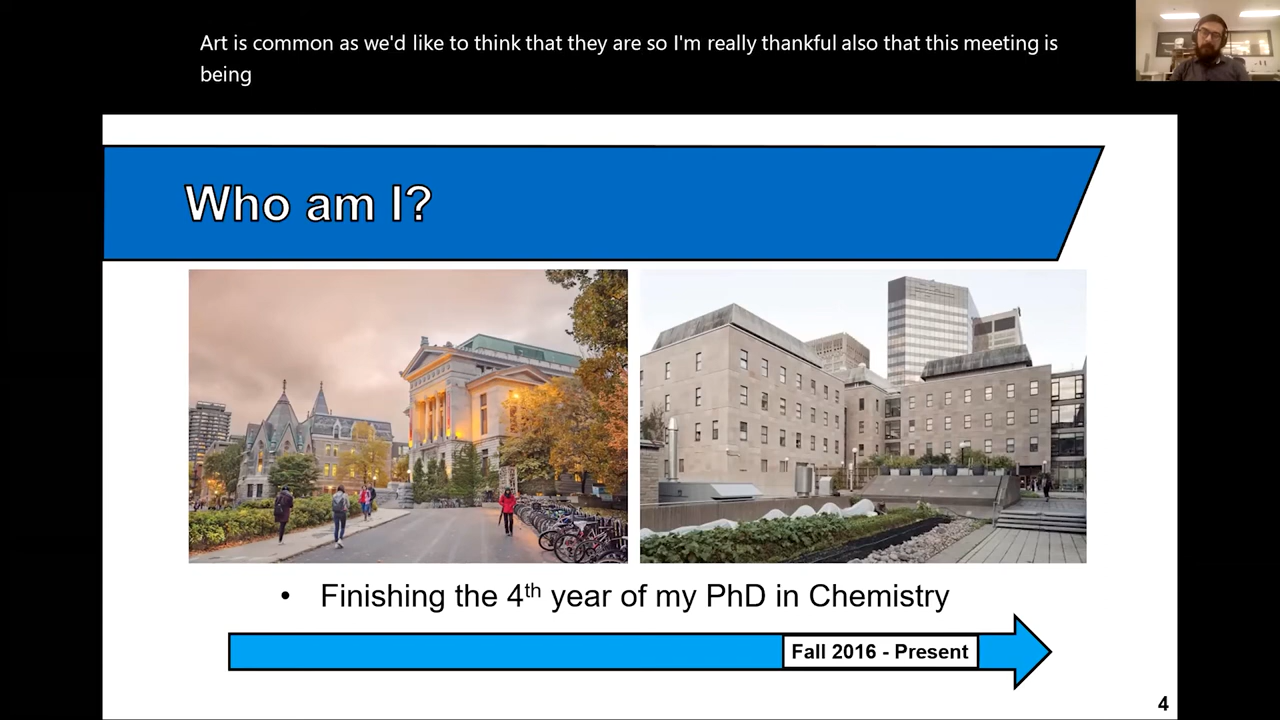 Art is common as we'd like to think that they are so I'm really thankful also that this meeting is
being
Who am I?
• Finishing the 4th year of my PhD in Chemistry
Fall 2016 - Present
4